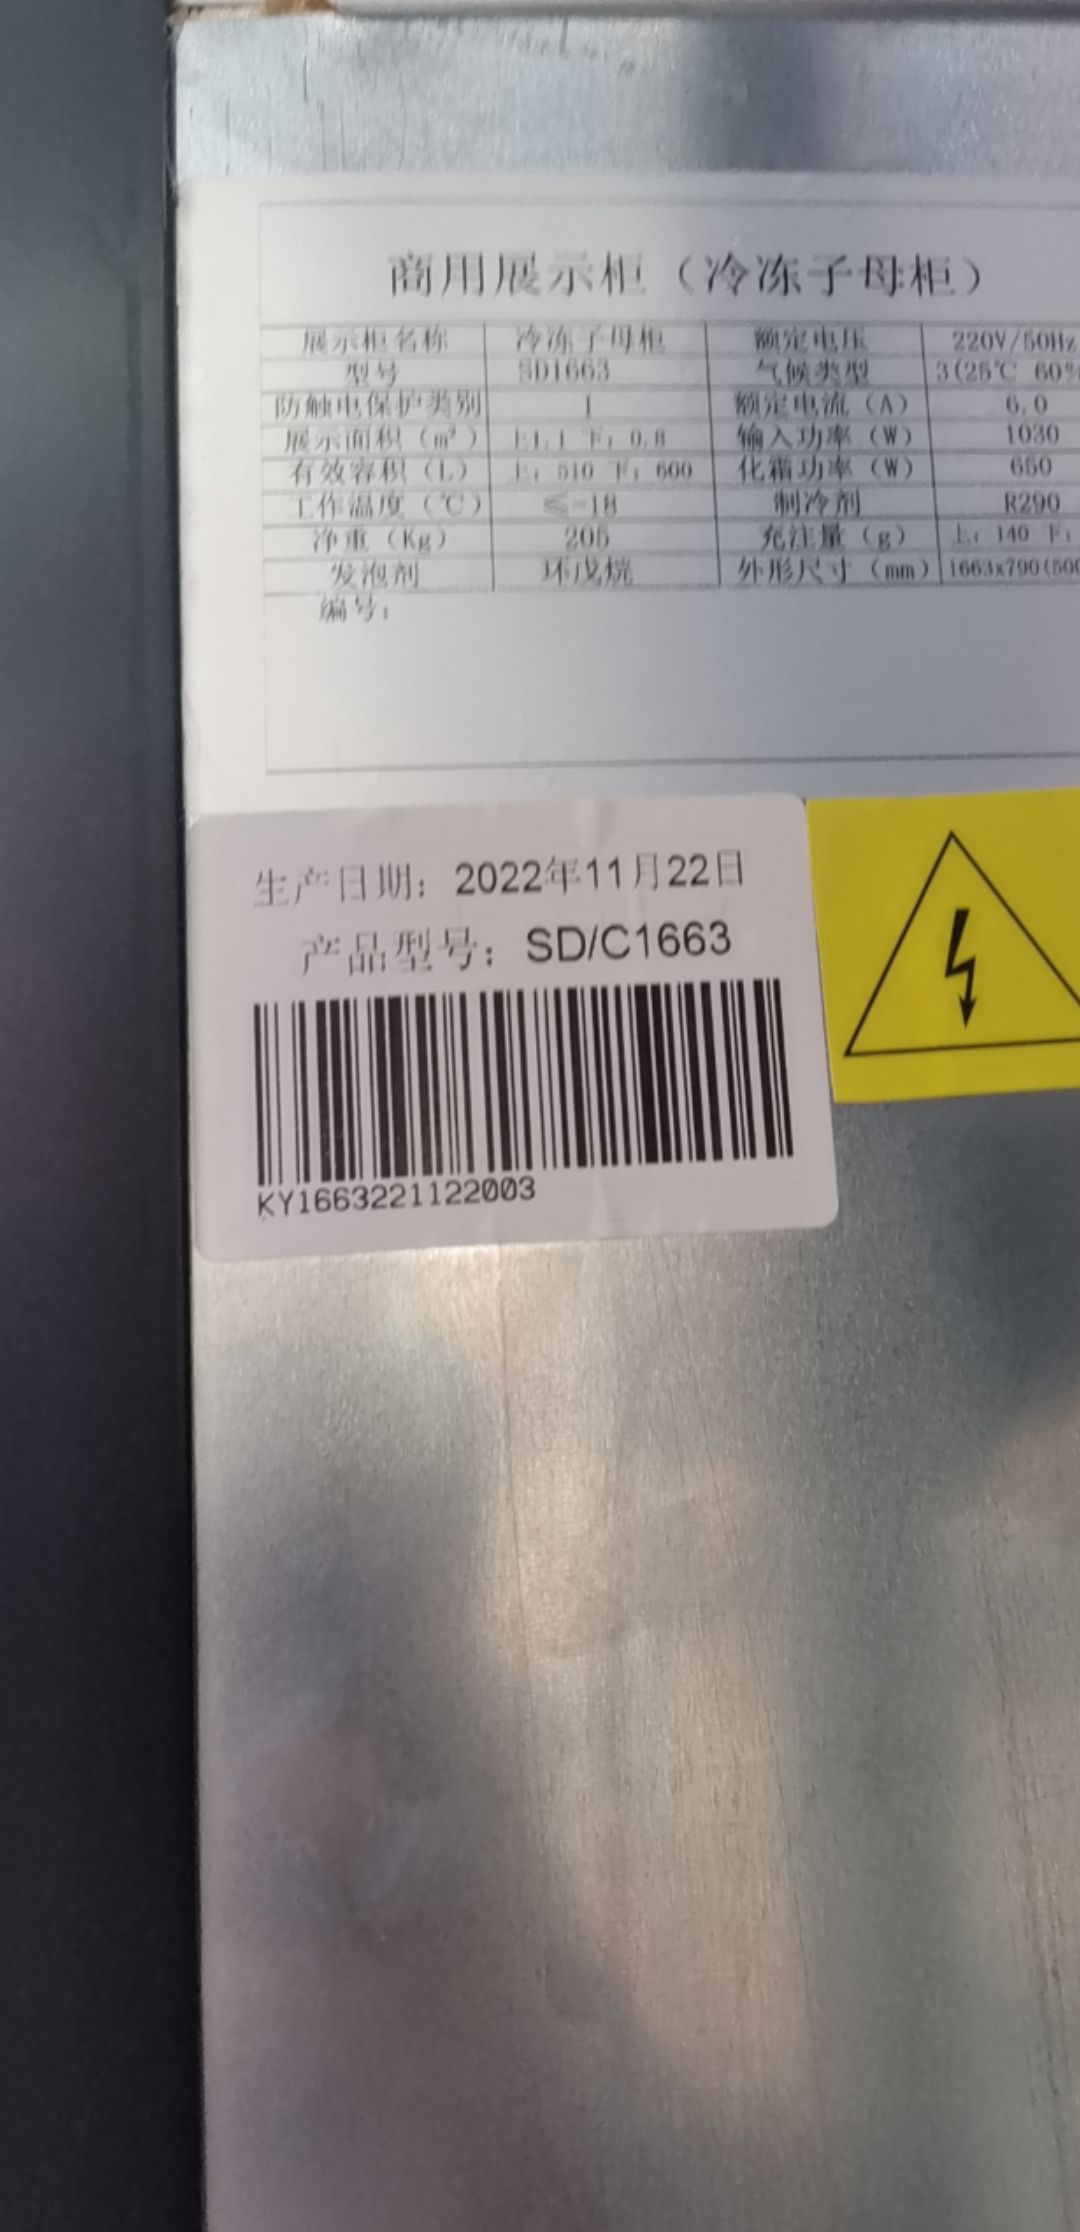 商用展示柜（冷冻子母柜）
展示柜名称 冷冻子母柜 额定电压 220V/50Hz
型号 SD1663 气候类型 3(25℃ 60%
防触电保护类别 I 额定电流（A） 6.0
展示面积（m²） 上1.1 下：0.8 输入功率（W） 1030
有效容积（L） 上：510 下：600 化霜功率（W） 650
工作温度（℃） ≤-18 制冷剂 R290
净重（Kg） 205 充注量（g） 上：140 下：
发泡剂 环戊烷 外形尺寸（mm） 1663x790(500
编号：
生产日期：2022年11月22日
产品型号：SD/C1663
KY1663221122003